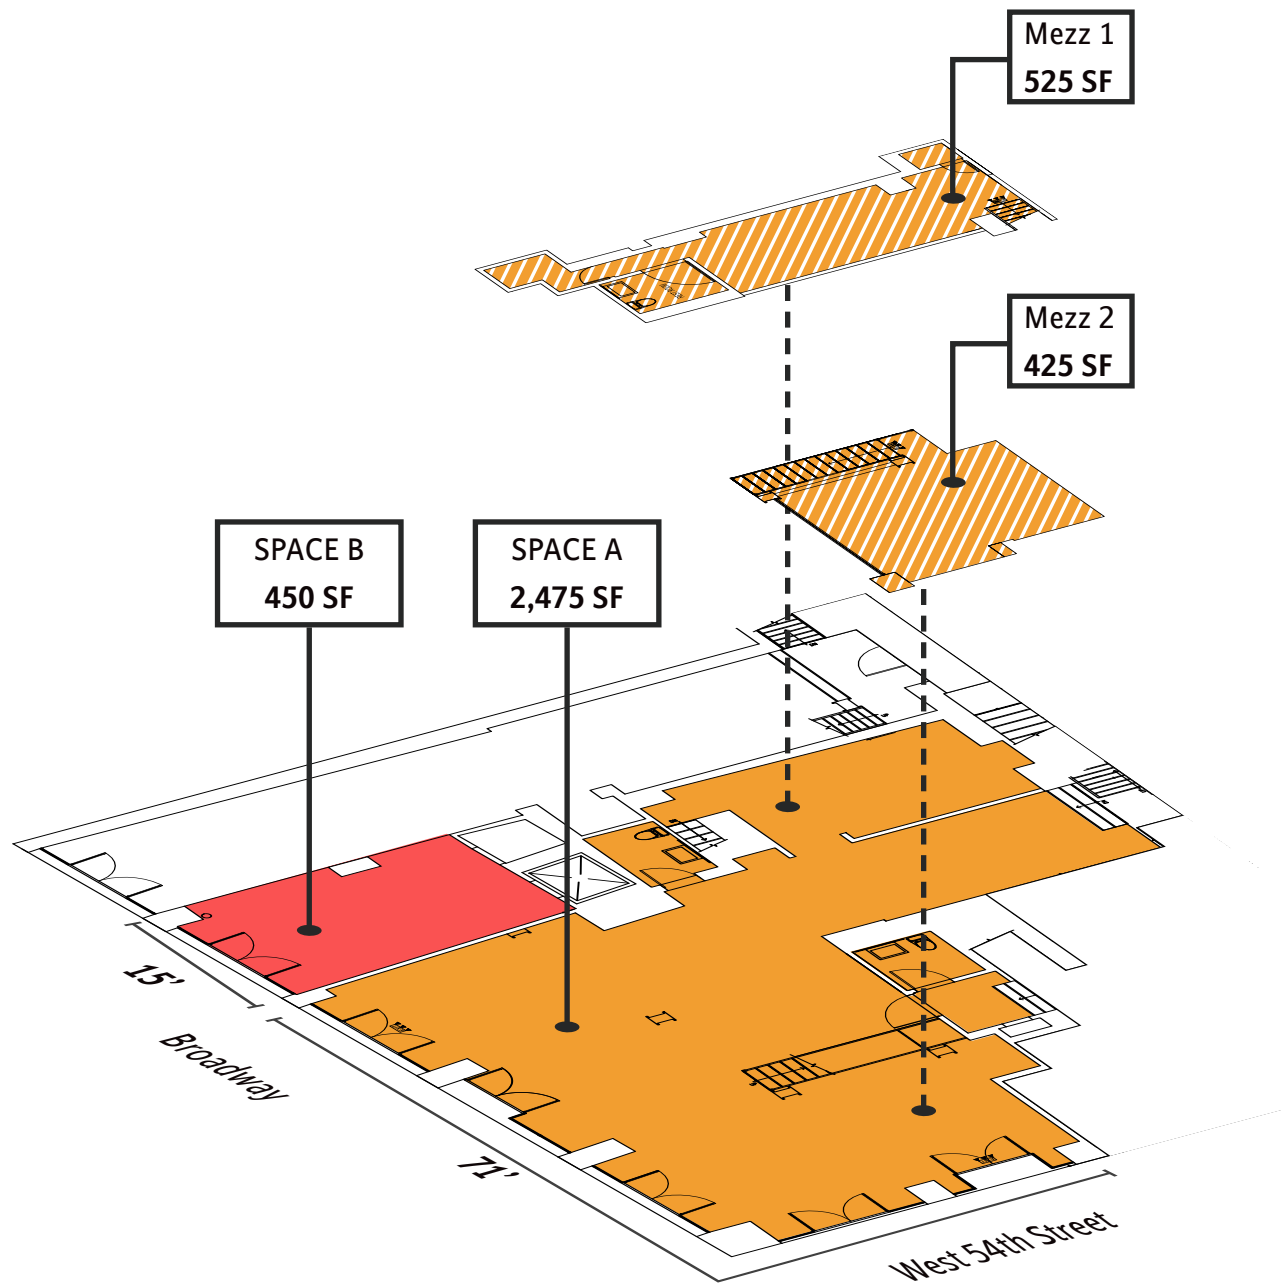 Mezz 1
525 SF
Mezz 2
425 SF
SPACE B
450 SF
SPACE A
2,475 SF
15’
Broadway
71’
West 54th Street